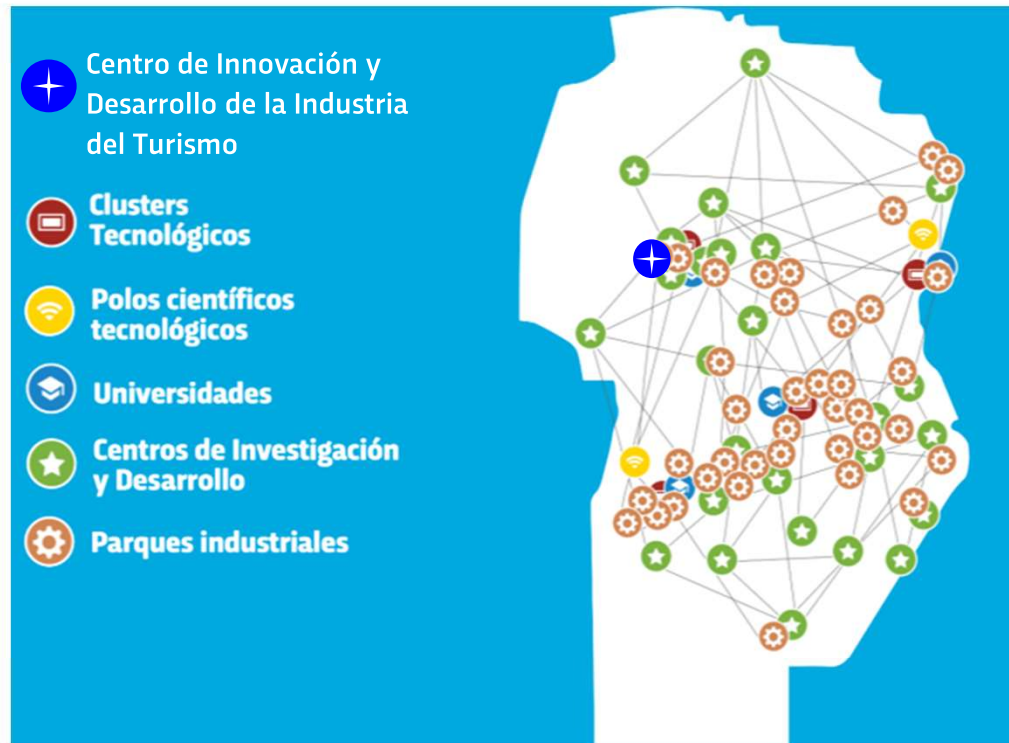 Centro de Innovación y
Desarrollo de la Industria
del Turismo
Clusters
Tecnológicos
Polos científicos
tecnológicos
Universidades
Centros de Investigación
y Desarrollo
Parques industriales